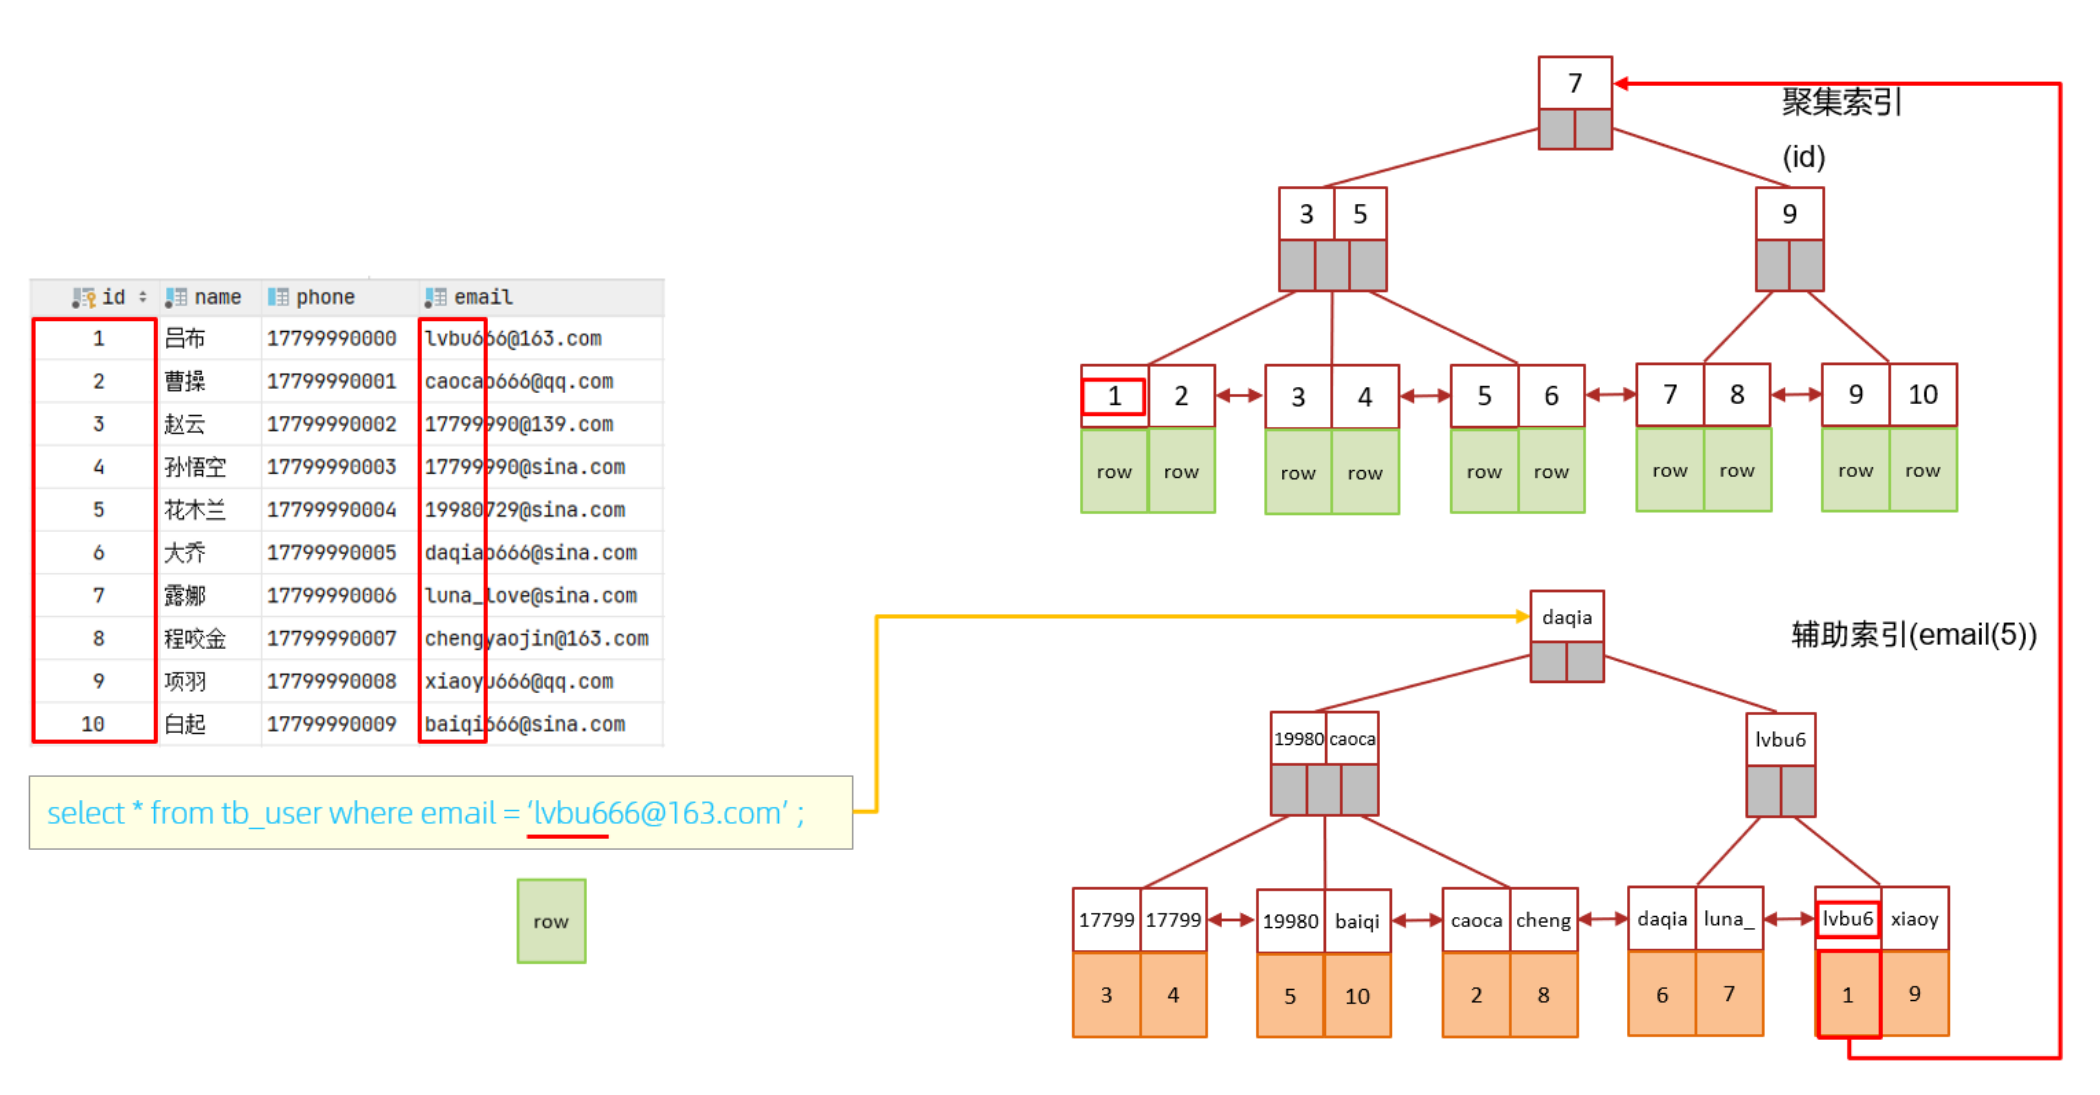 id name phone email
1 吕布 17799990000 lvbu666@163.com
2 曹操 17799990001 caocao666@qq.com
3 赵云 17799990002 17799990@139.com
4 孙悟空 17799990003 17799990@sina.com
5 花木兰 17799990004 19980729@sina.com
6 大乔 17799990005 daqiao666@sina.com
7 露娜 17799990006 luna_love@sina.com
8 程咬金 17799990007 chengyaojin@163.com
9 项羽 17799990008 xiaoyu666@qq.com
10 白起 17799990009 baiqi666@sina.com
select * from tb_user where email = ‘lvbu666@163.com’ ;
row
7
聚集索引
(id)
3 5 9
1 2 3 4 5 6 7 8 9 10
row row row row row row row row row row
daqia
辅助索引(email(5))
19980 caoca lvbu6
17799 17799 19980 baiqi caoca cheng daqia luna_ lvbu6 xiaoy
3 4 5 10 2 8 6 7 1 9